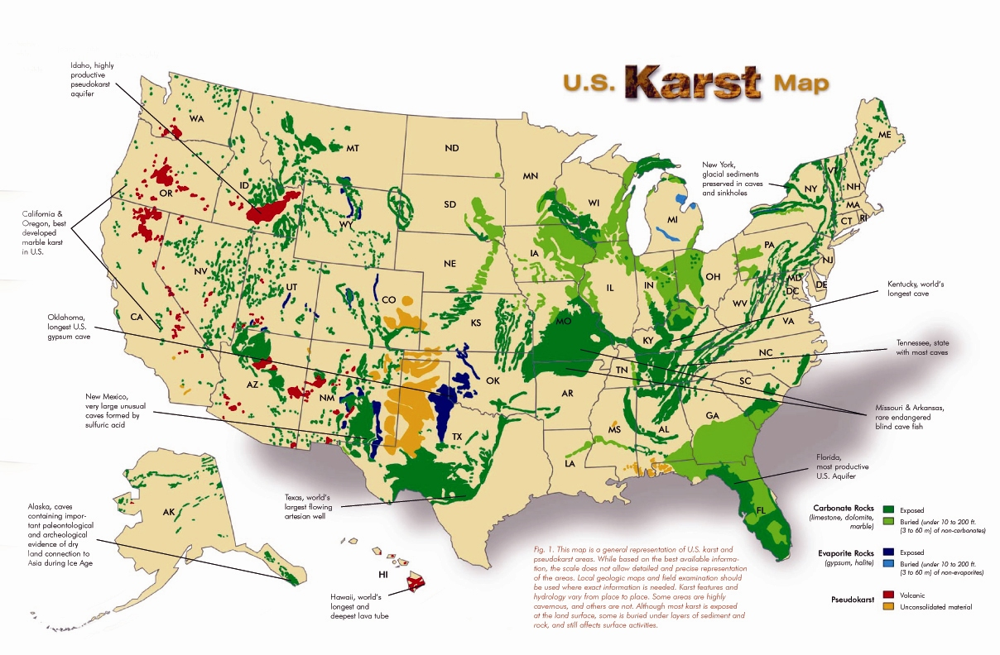 U.S. Karst Map
Idaho, highly
productive
pseudokarst
aquifer
New York,
glacial sediments
preserved in caves
and sinkholes
California &
Oregon, best
developed
marble karst
in U.S.
Kentucky, world's
longest cave
Oklahoma,
longest U.S.
gypsum cave
Tennessee, state
with most caves
New Mexico,
very large unusual
caves formed by
sulfuric acid
Missouri & Arkansas,
rare endangered
blind cave fish
Florida,
most productive
U.S. Aquifer
Texas, world's
largest flowing
artesian well
Alaska, caves
containing impor-
tant paleontological
and archeological
evidence of dry
land connection to
Asia during Ice Age
Hawaii, world's
longest and
deepest lava tube
WA
MT
ND
MN
ME
OR
ID
SD
WI
MI
NY
VT
NH
MA
CT
RI
WY
NE
IA
PA
NJ
NV
UT
CO
IL
IN
OH
MD
DE
DC
WV
VA
CA
KS
MO
KY
AZ
NM
OK
AR
TN
NC
SC
TX
LA
MS
AL
GA
FL
AK
HI
Fig. 1. This map is a general representation of U.S. karst and
pseudokarst areas. While based on the best available informa-
tion, the scale does not allow detailed and precise representation
of the areas. Local geologic maps and field examination should
be used where exact information is needed. Karst features and
hydrology vary from place to place. Some areas are highly
cavernous, and others are not. Although most karst is exposed
at the land surface, some is buried under layers of sediment and
rock, and still affects surface activities.
Carbonate Rocks
(limestone, dolomite,
marble)
Exposed
Buried (under 10 to 200 ft.
(3 to 60 m) of non-carbonates)
Evaporite Rocks
(gypsum, halite)
Exposed
Buried (under 10 to 200 ft.
(3 to 60 m) of non-evaporites)
Pseudokarst
Volcanic
Unconsolidated material